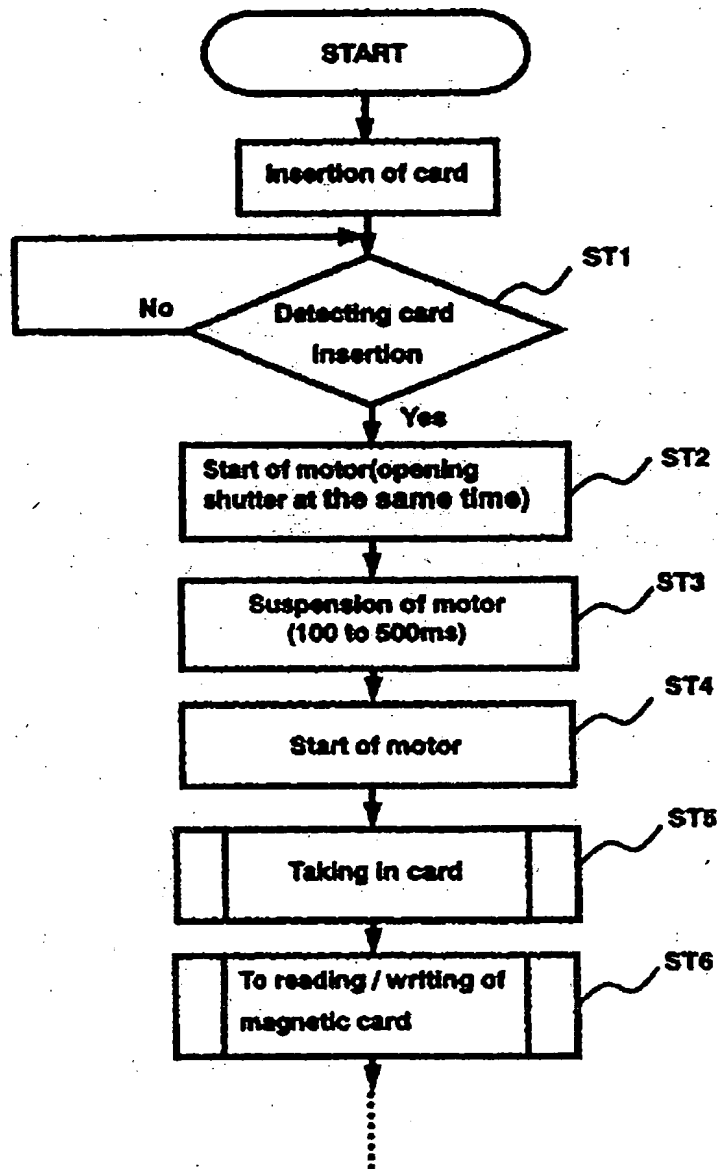 START
Insertion of card
ST1
No
Detecting card
insertion
Yes
Start of motor(opening
shutter at the same time)
ST2
Suspension of motor
(100 to 500ms)
ST3
Start of motor
ST4
Taking in card
ST5
To reading / writing of
magnetic card
ST6